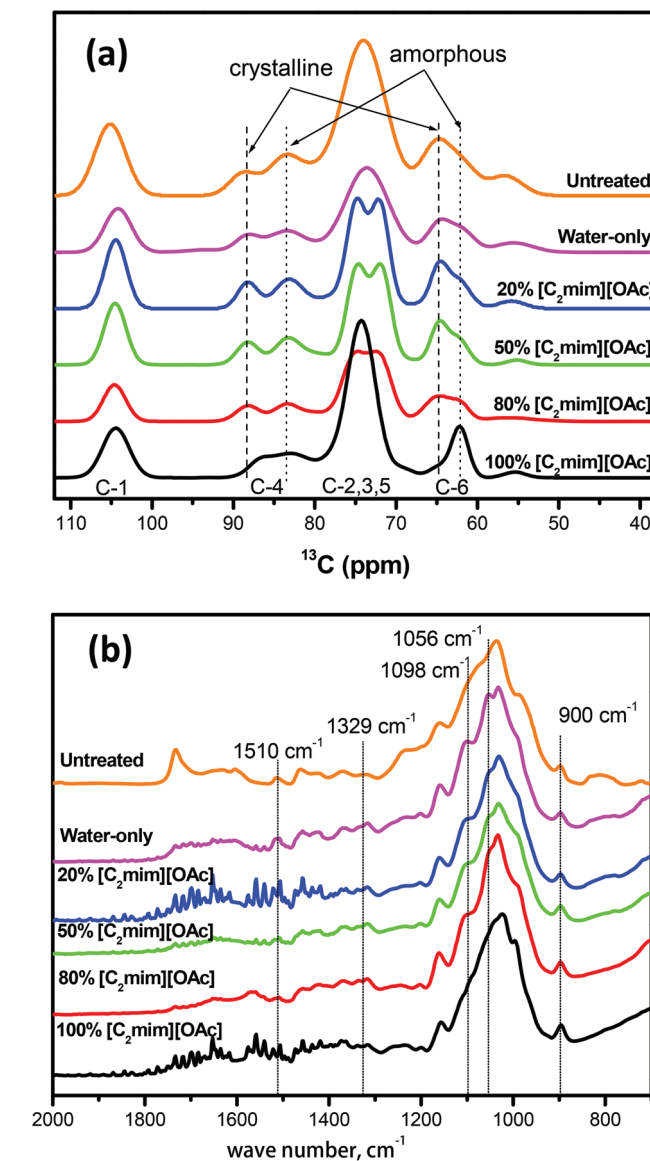 (a)
crystalline
amorphous
Untreated
Water-only
20% [C₂mim][OAc]
50% [C₂mim][OAc]
80% [C₂mim][OAc]
100% [C₂mim][OAc]
C-1 C-4 C-2,3,5 C-6
110 100 90 80 70 60 50 40
¹³C (ppm)
(b)
1056 cm⁻¹
1098 cm⁻¹
1329 cm⁻¹
900 cm⁻¹
1510 cm⁻¹
Untreated
Water-only
20% [C₂mim][OAc]
50% [C₂mim][OAc]
80% [C₂mim][OAc]
100% [C₂mim][OAc]
2000 1800 1600 1400 1200 1000 800
wave number, cm⁻¹